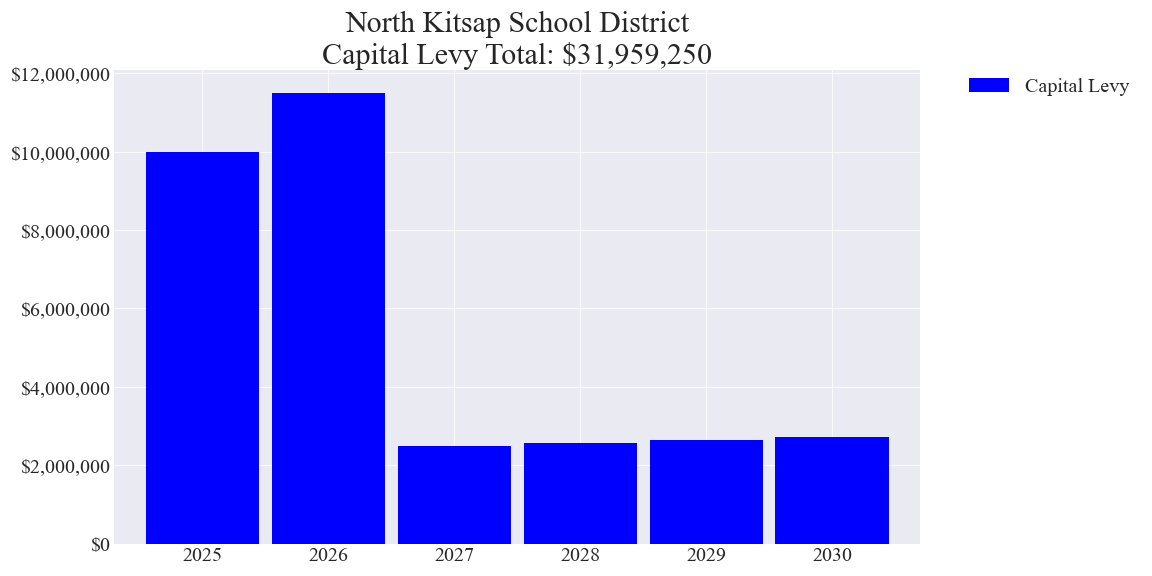 North Kitsap School District
Capital Levy Total: $31,959,250
$12,000,000
$10,000,000
$8,000,000
$6,000,000
$4,000,000
$2,000,000
$0
2025 2026 2027 2028 2029 2030
Capital Levy